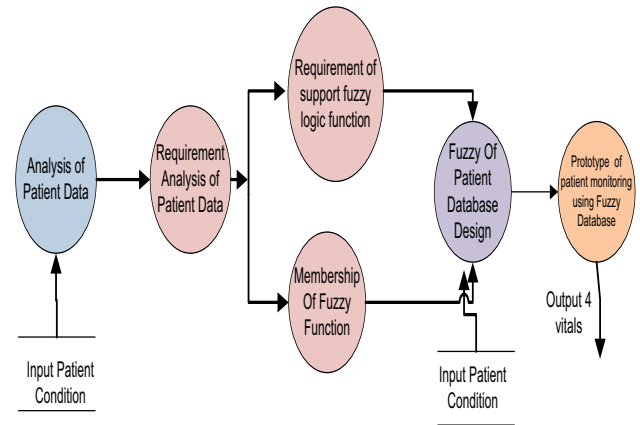 Analysis of
Patient Data
Requirement
Analysis of
Patient Data
Requirement of
support fuzzy
logic function
Membership
Of Fuzzy
Function
Fuzzy Of
Patient
Database
Design
Prototype of
patient monitoring
using Fuzzy
Database
Output 4
vitals
Input Patient
Condition
Input Patient
Condition